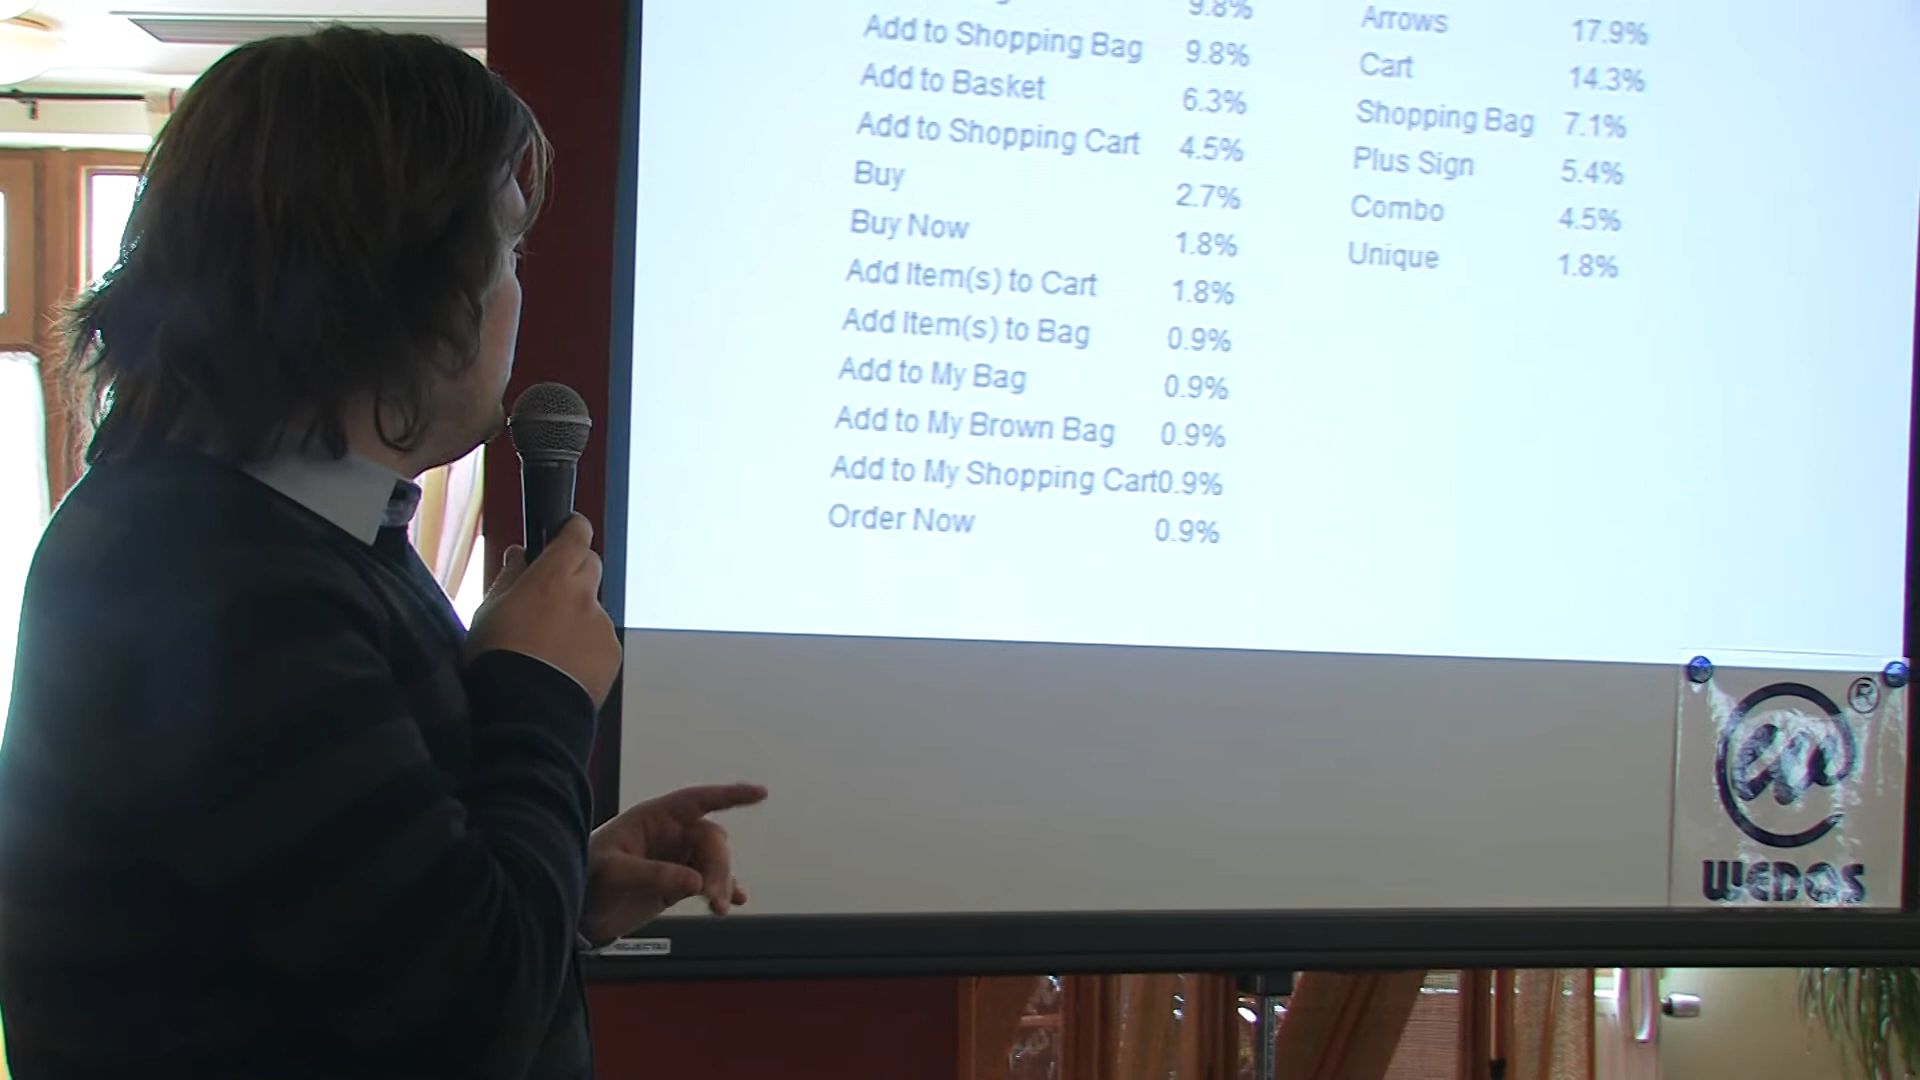 9.8%
Add to Shopping Bag 9.8%
Add to Basket 6.3%
Add to Shopping Cart 4.5%
Buy 2.7%
Buy Now 1.8%
Add Item(s) to Cart 1.8%
Add Item(s) to Bag 0.9%
Add to My Bag 0.9%
Add to My Brown Bag 0.9%
Add to My Shopping Cart 0.9%
Order Now 0.9%
Arrows 17.9%
Cart 14.3%
Shopping Bag 7.1%
Plus Sign 5.4%
Combo 4.5%
Unique 1.8%
®
WEDOS